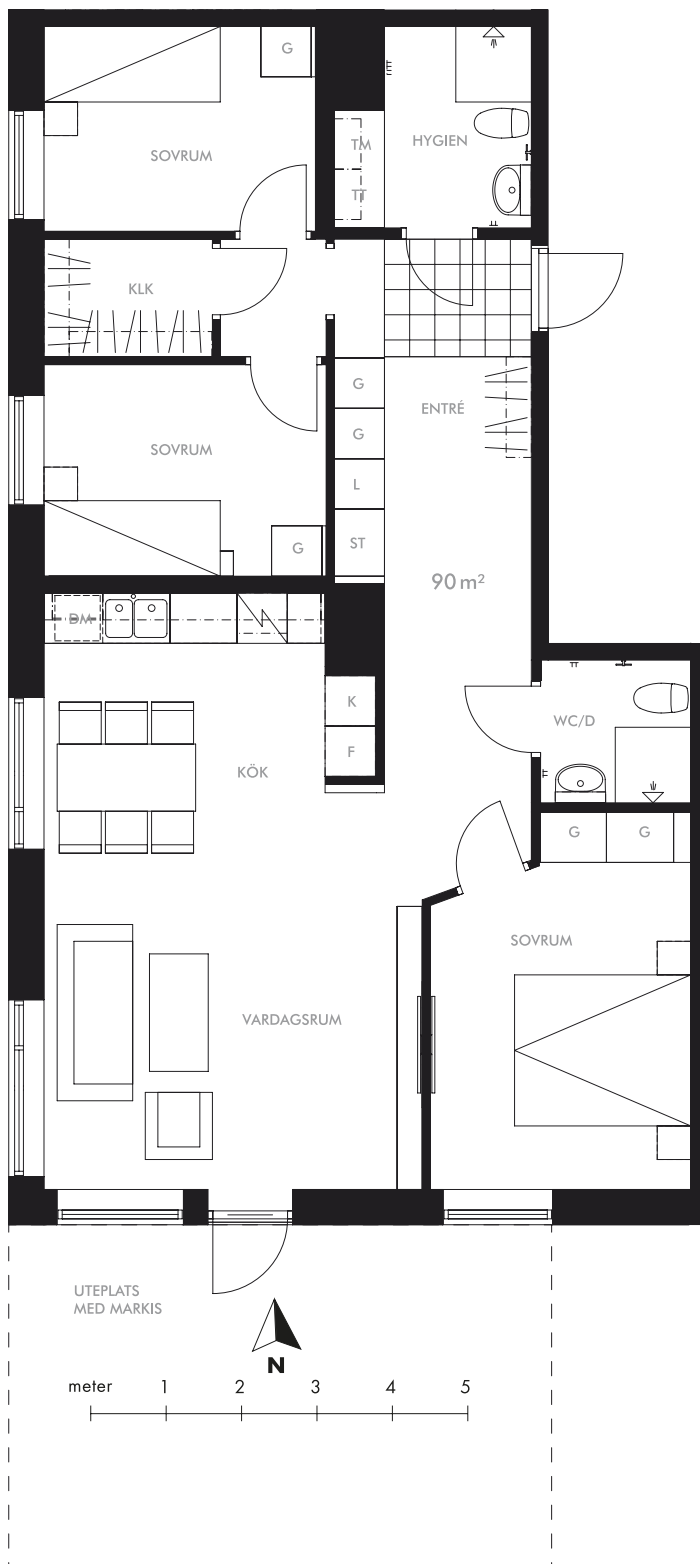 G
SOVRUM
TM
TT
HYGIEN
KLK
G
ENTRÉ
G
SOVRUM
L
ST
G
90 m²
DM
K
F
WC/D
KÖK
G
G
SOVRUM
VARDAGSRUM
UTEPLATS
MED MARKIS
N
meter 1 2 3 4 5